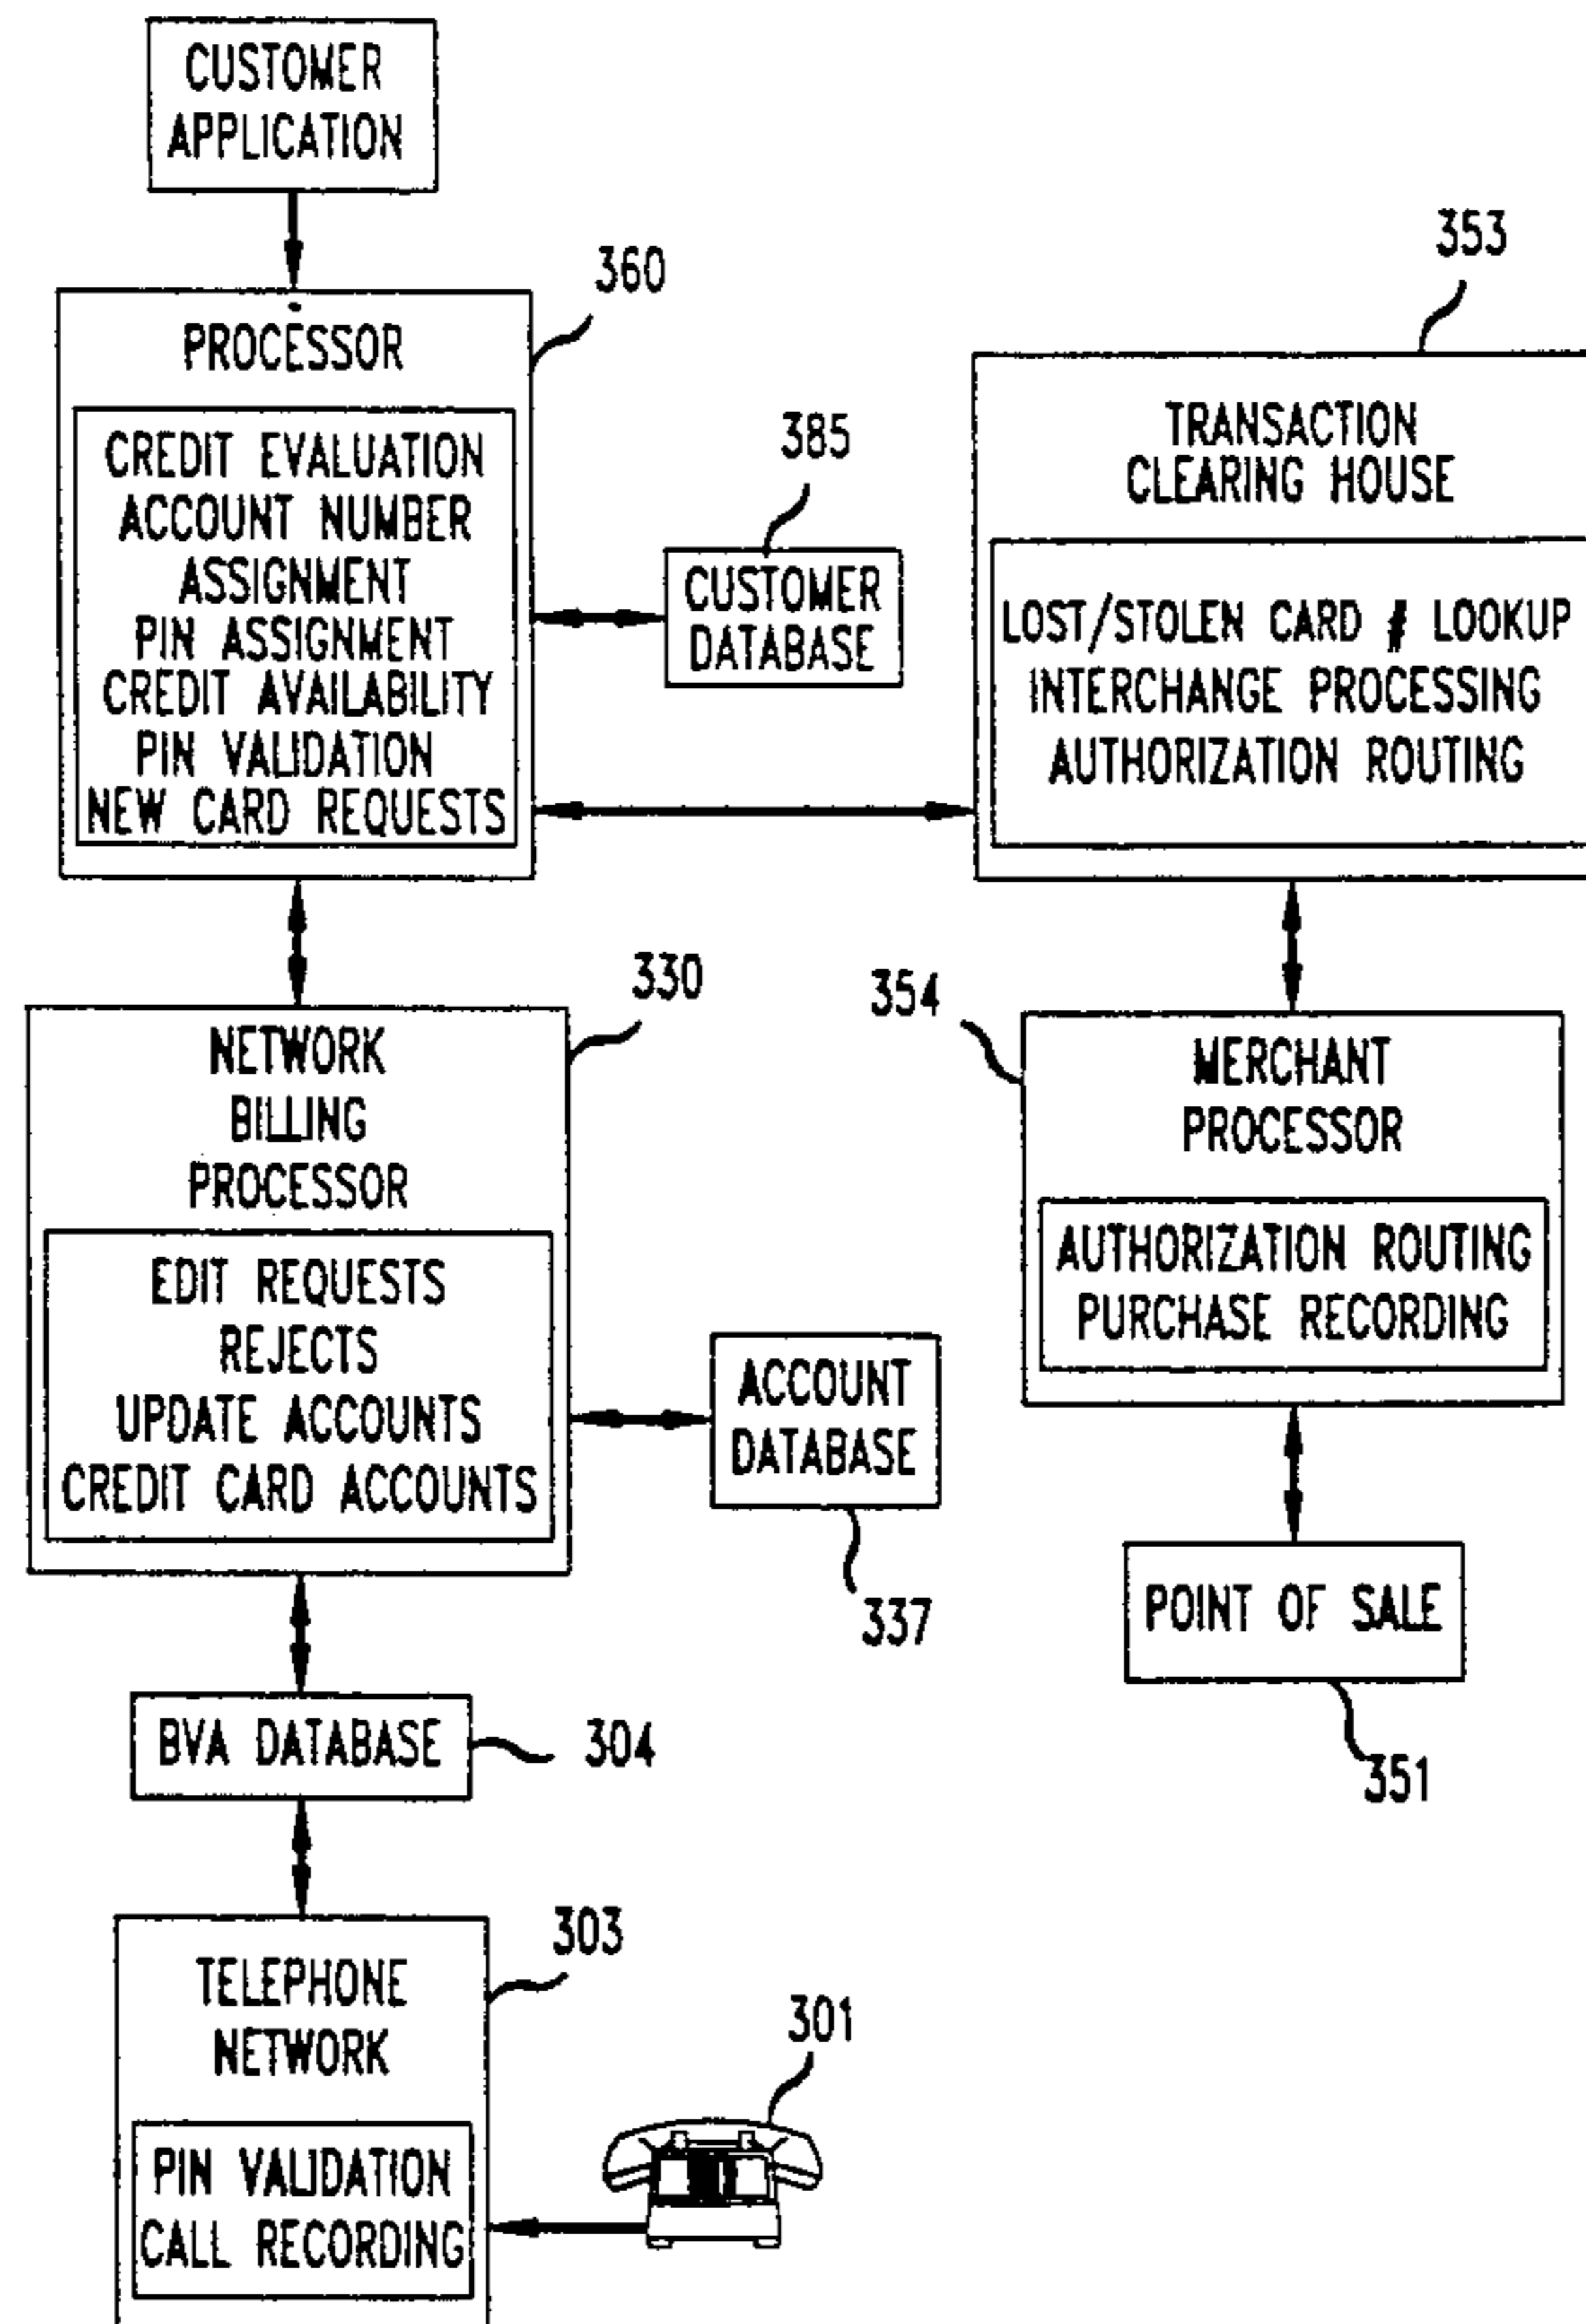 CUSTOMER
APPLICATION
360
PROCESSOR
CREDIT EVALUATION
ACCOUNT NUMBER
ASSIGNMENT
PIN ASSIGNMENT
CREDIT AVAILABILITY
PIN VALIDATION
NEW CARD REQUESTS
385
CUSTOMER
DATABASE
353
TRANSACTION
CLEARING HOUSE
LOST/STOLEN CARD # LOOKUP
INTERCHANGE PROCESSING
AUTHORIZATION ROUTING
330
NETWORK
BILLING
PROCESSOR
EDIT REQUESTS
REJECTS
UPDATE ACCOUNTS
CREDIT CARD ACCOUNTS
ACCOUNT
DATABASE
337
354
MERCHANT
PROCESSOR
AUTHORIZATION ROUTING
PURCHASE RECORDING
POINT OF SALE
351
BVA DATABASE
304
303
TELEPHONE
NETWORK
PIN VALIDATION
CALL RECORDING
301